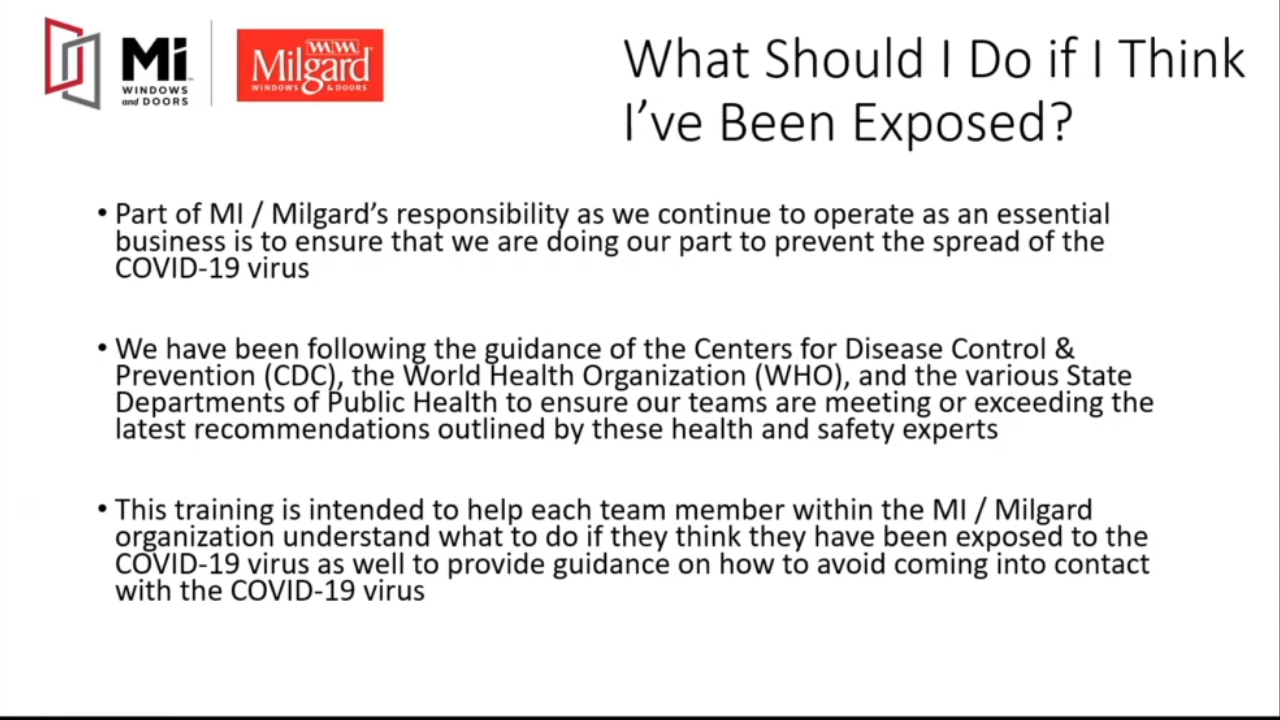 Mi
WINDOWS
and DOORS
Milgard
WINDOWS & DOORS
What Should I Do if I Think
I’ve Been Exposed?
• Part of MI / Milgard’s responsibility as we continue to operate as an essential
business is to ensure that we are doing our part to prevent the spread of the
COVID-19 virus
• We have been following the guidance of the Centers for Disease Control &
Prevention (CDC), the World Health Organization (WHO), and the various State
Departments of Public Health to ensure our teams are meeting or exceeding the
latest recommendations outlined by these health and safety experts
• This training is intended to help each team member within the MI / Milgard
organization understand what to do if they think they have been exposed to the
COVID-19 virus as well to provide guidance on how to avoid coming into contact
with the COVID-19 virus